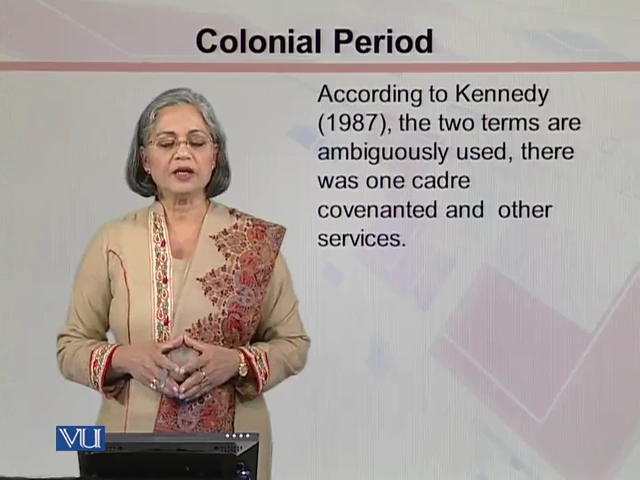 Colonial Period
According to Kennedy
(1987), the two terms are
ambiguously used, there
was one cadre
covenanted and other
services.
VU